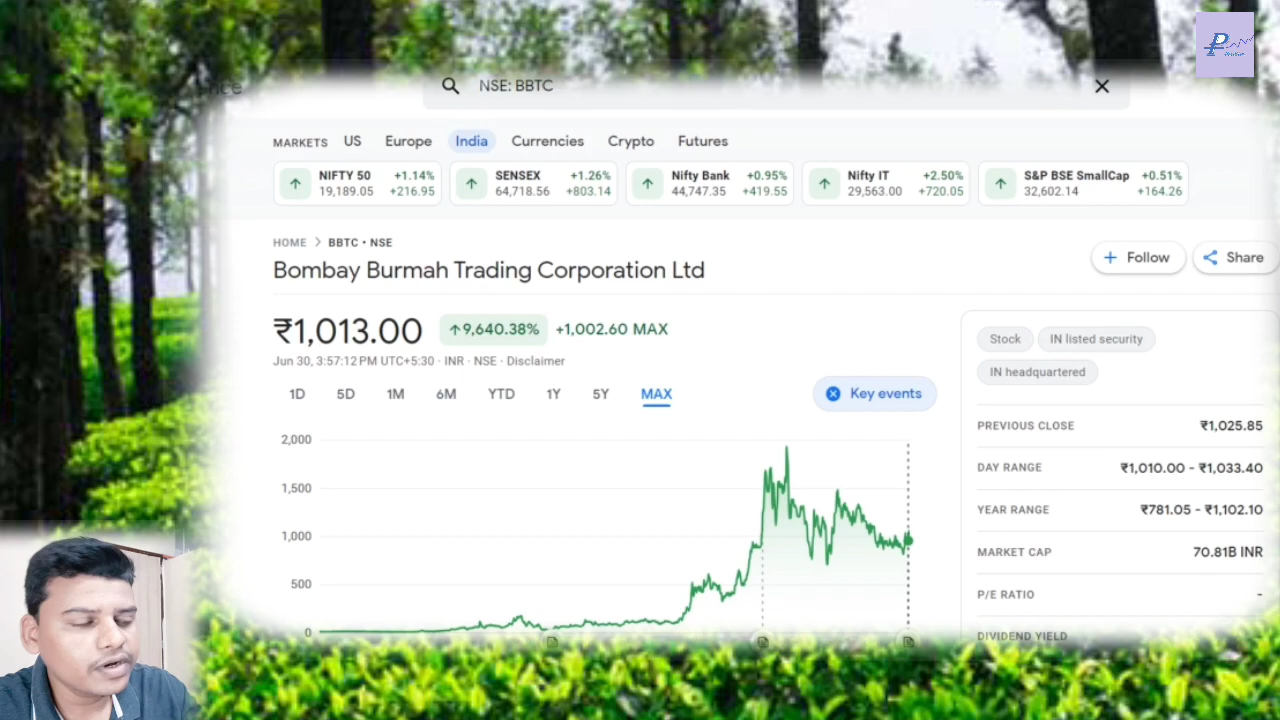 NSE: BBTC
MARKETS US Europe India Currencies Crypto Futures
NIFTY 50 +1.14% SENSEX +1.26% Nifty Bank +0.95% Nifty IT +2.50% S&P BSE SmallCap +0.51%
19,189.05 +216.95 64,718.56 +803.14 44,747.35 +419.55 29,563.00 +720.05 32,602.14 +164.26
HOME > BBTC • NSE
Bombay Burmah Trading Corporation Ltd
+ Follow Share
₹1,013.00 ↑9,640.38% +1,002.60 MAX
Jun 30, 3:57:12 PM UTC+5:30 · INR · NSE · Disclaimer
1D 5D 1M 6M YTD 1Y 5Y MAX
Key events
2,000
1,500
1,000
500
0
Stock IN listed security
IN headquartered
PREVIOUS CLOSE ₹1,025.85
DAY RANGE ₹1,010.00 - ₹1,033.40
YEAR RANGE ₹781.05 - ₹1,102.10
MARKET CAP 70.81B INR
P/E RATIO -
DIVIDEND YIELD